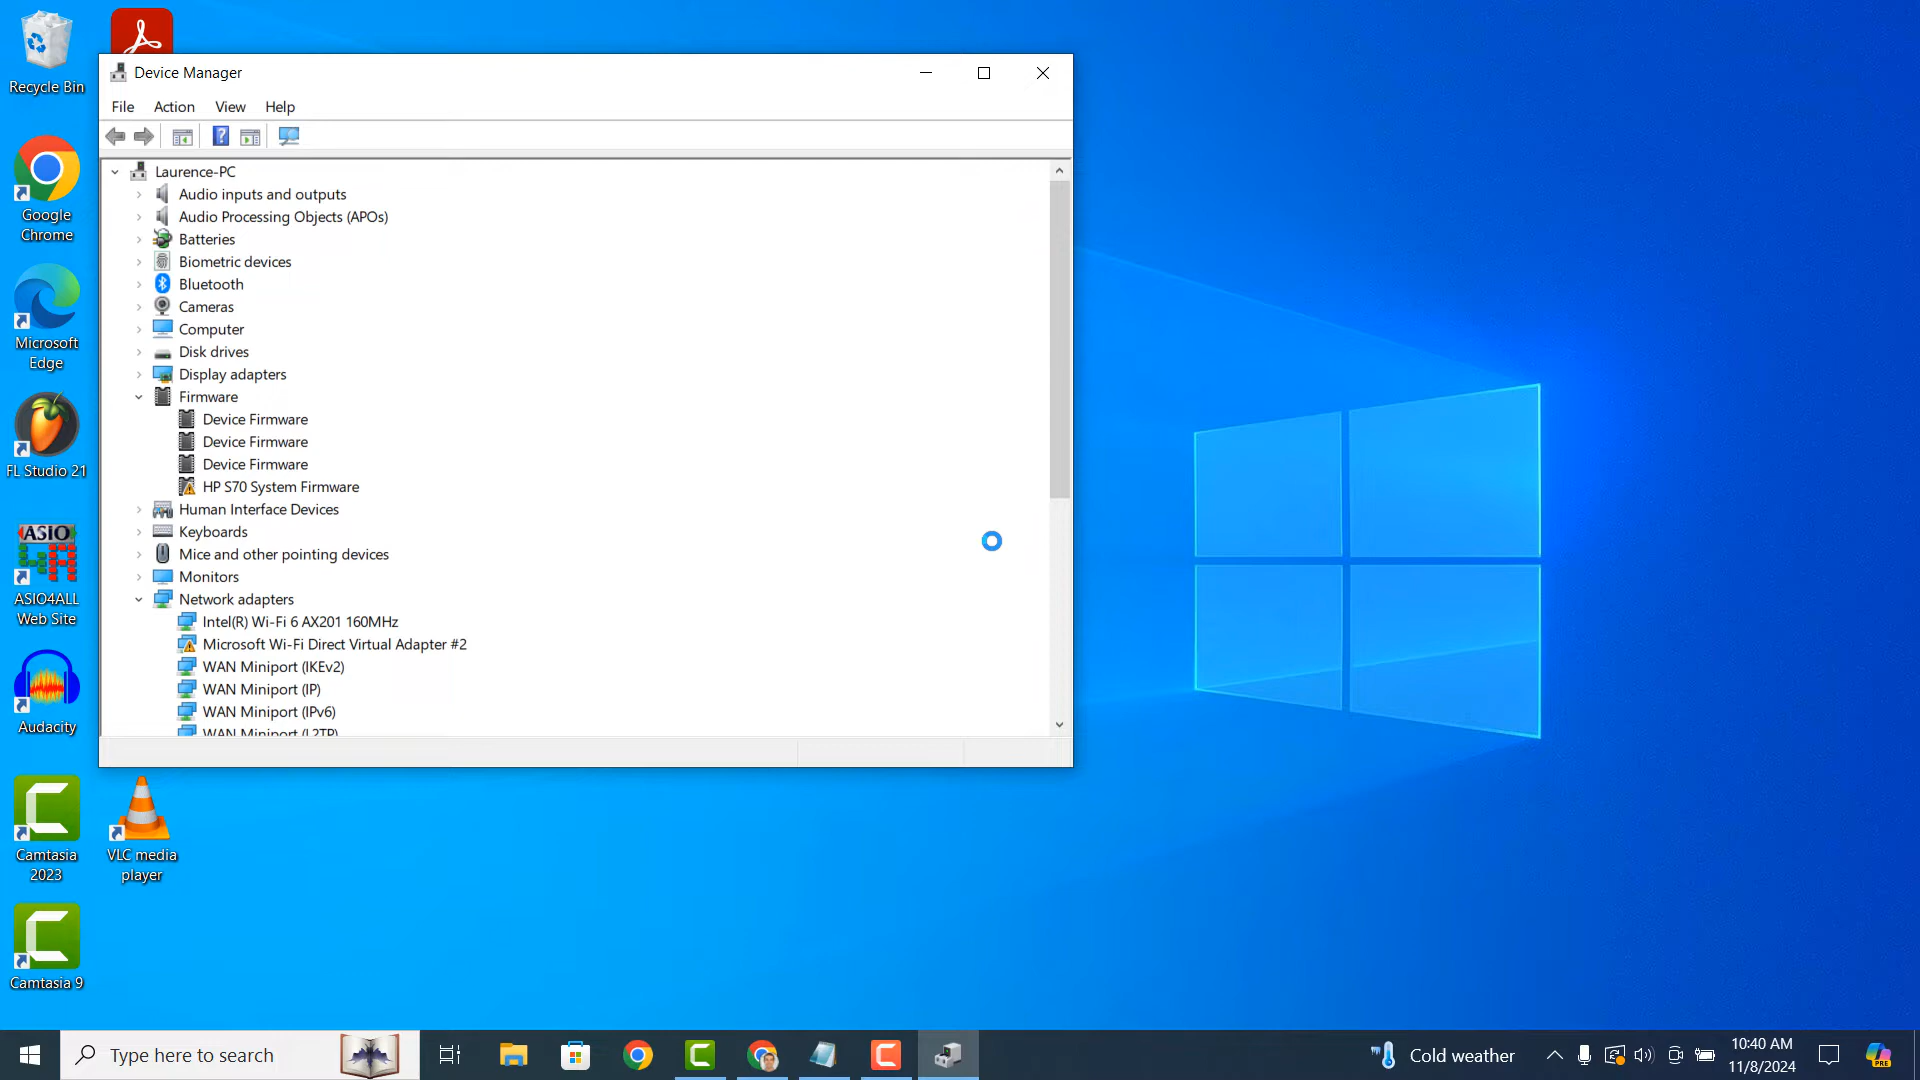 Recycle Bin
Google
Chrome
Microsoft
Edge
FL Studio 21
ASIO
ASIO4ALL
Web Site
Audacity
Camtasia
2023
VLC media
player
Camtasia 9
Device Manager
File Action View Help
Laurence-PC
Audio inputs and outputs
Audio Processing Objects (APOs)
Batteries
Biometric devices
Bluetooth
Cameras
Computer
Disk drives
Display adapters
Firmware
Device Firmware
Device Firmware
Device Firmware
HP S70 System Firmware
Human Interface Devices
Keyboards
Mice and other pointing devices
Monitors
Network adapters
Intel(R) Wi-Fi 6 AX201 160MHz
Microsoft Wi-Fi Direct Virtual Adapter #2
WAN Miniport (IKEv2)
WAN Miniport (IP)
WAN Miniport (IPv6)
WAN Miniport (L2TP)
Type here to search
Cold weather
10:40 AM
11/8/2024
PRE